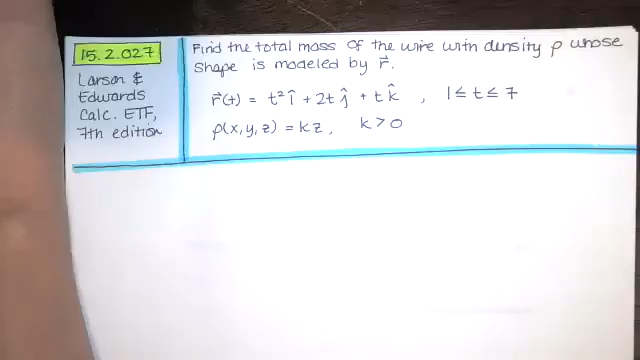 15.2.027
Larson &
Edwards
Calc. ETF,
7th edition
Find the total mass of the wire with density ρ whose
shape is modeled by r⃗.
r⃗(t) = t² î + 2t ĵ + t k̂ , 1 ≤ t ≤ 7
ρ(x, y, z) = kz, k > 0